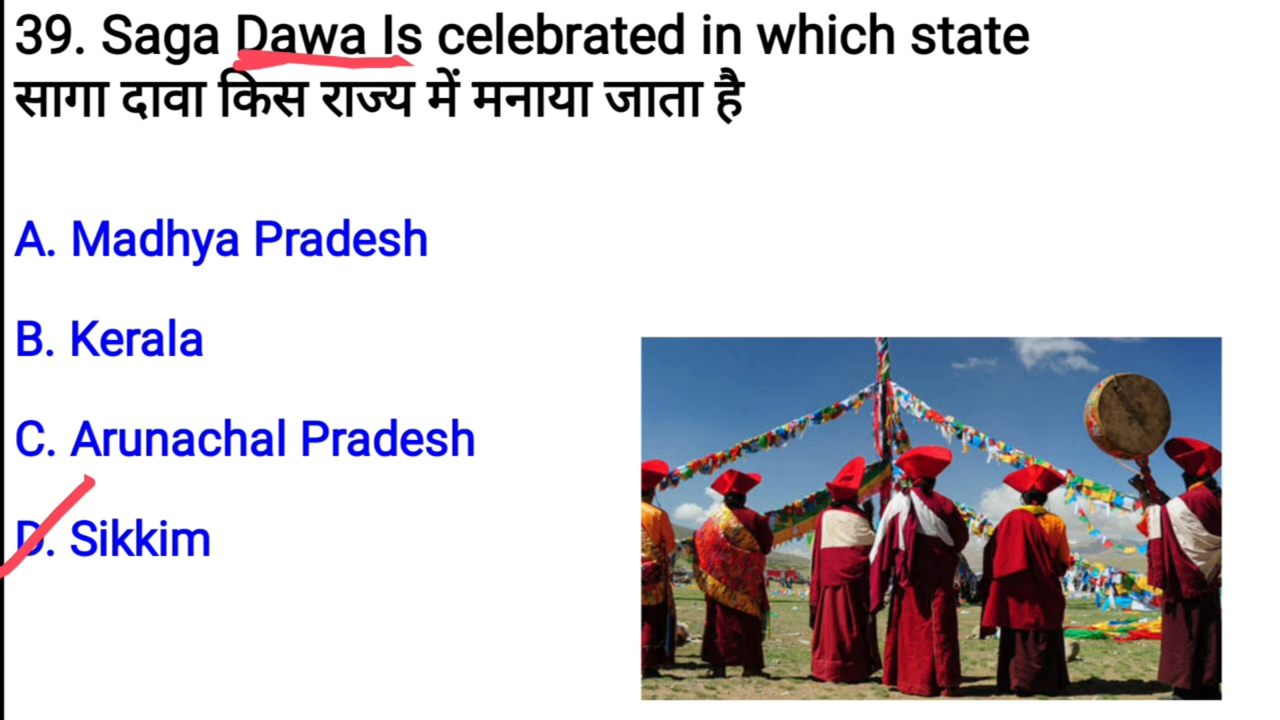 39. Saga Dawa Is celebrated in which state
सागा दावा किस राज्य में मनाया जाता है
A. Madhya Pradesh
B. Kerala
C. Arunachal Pradesh
D. Sikkim